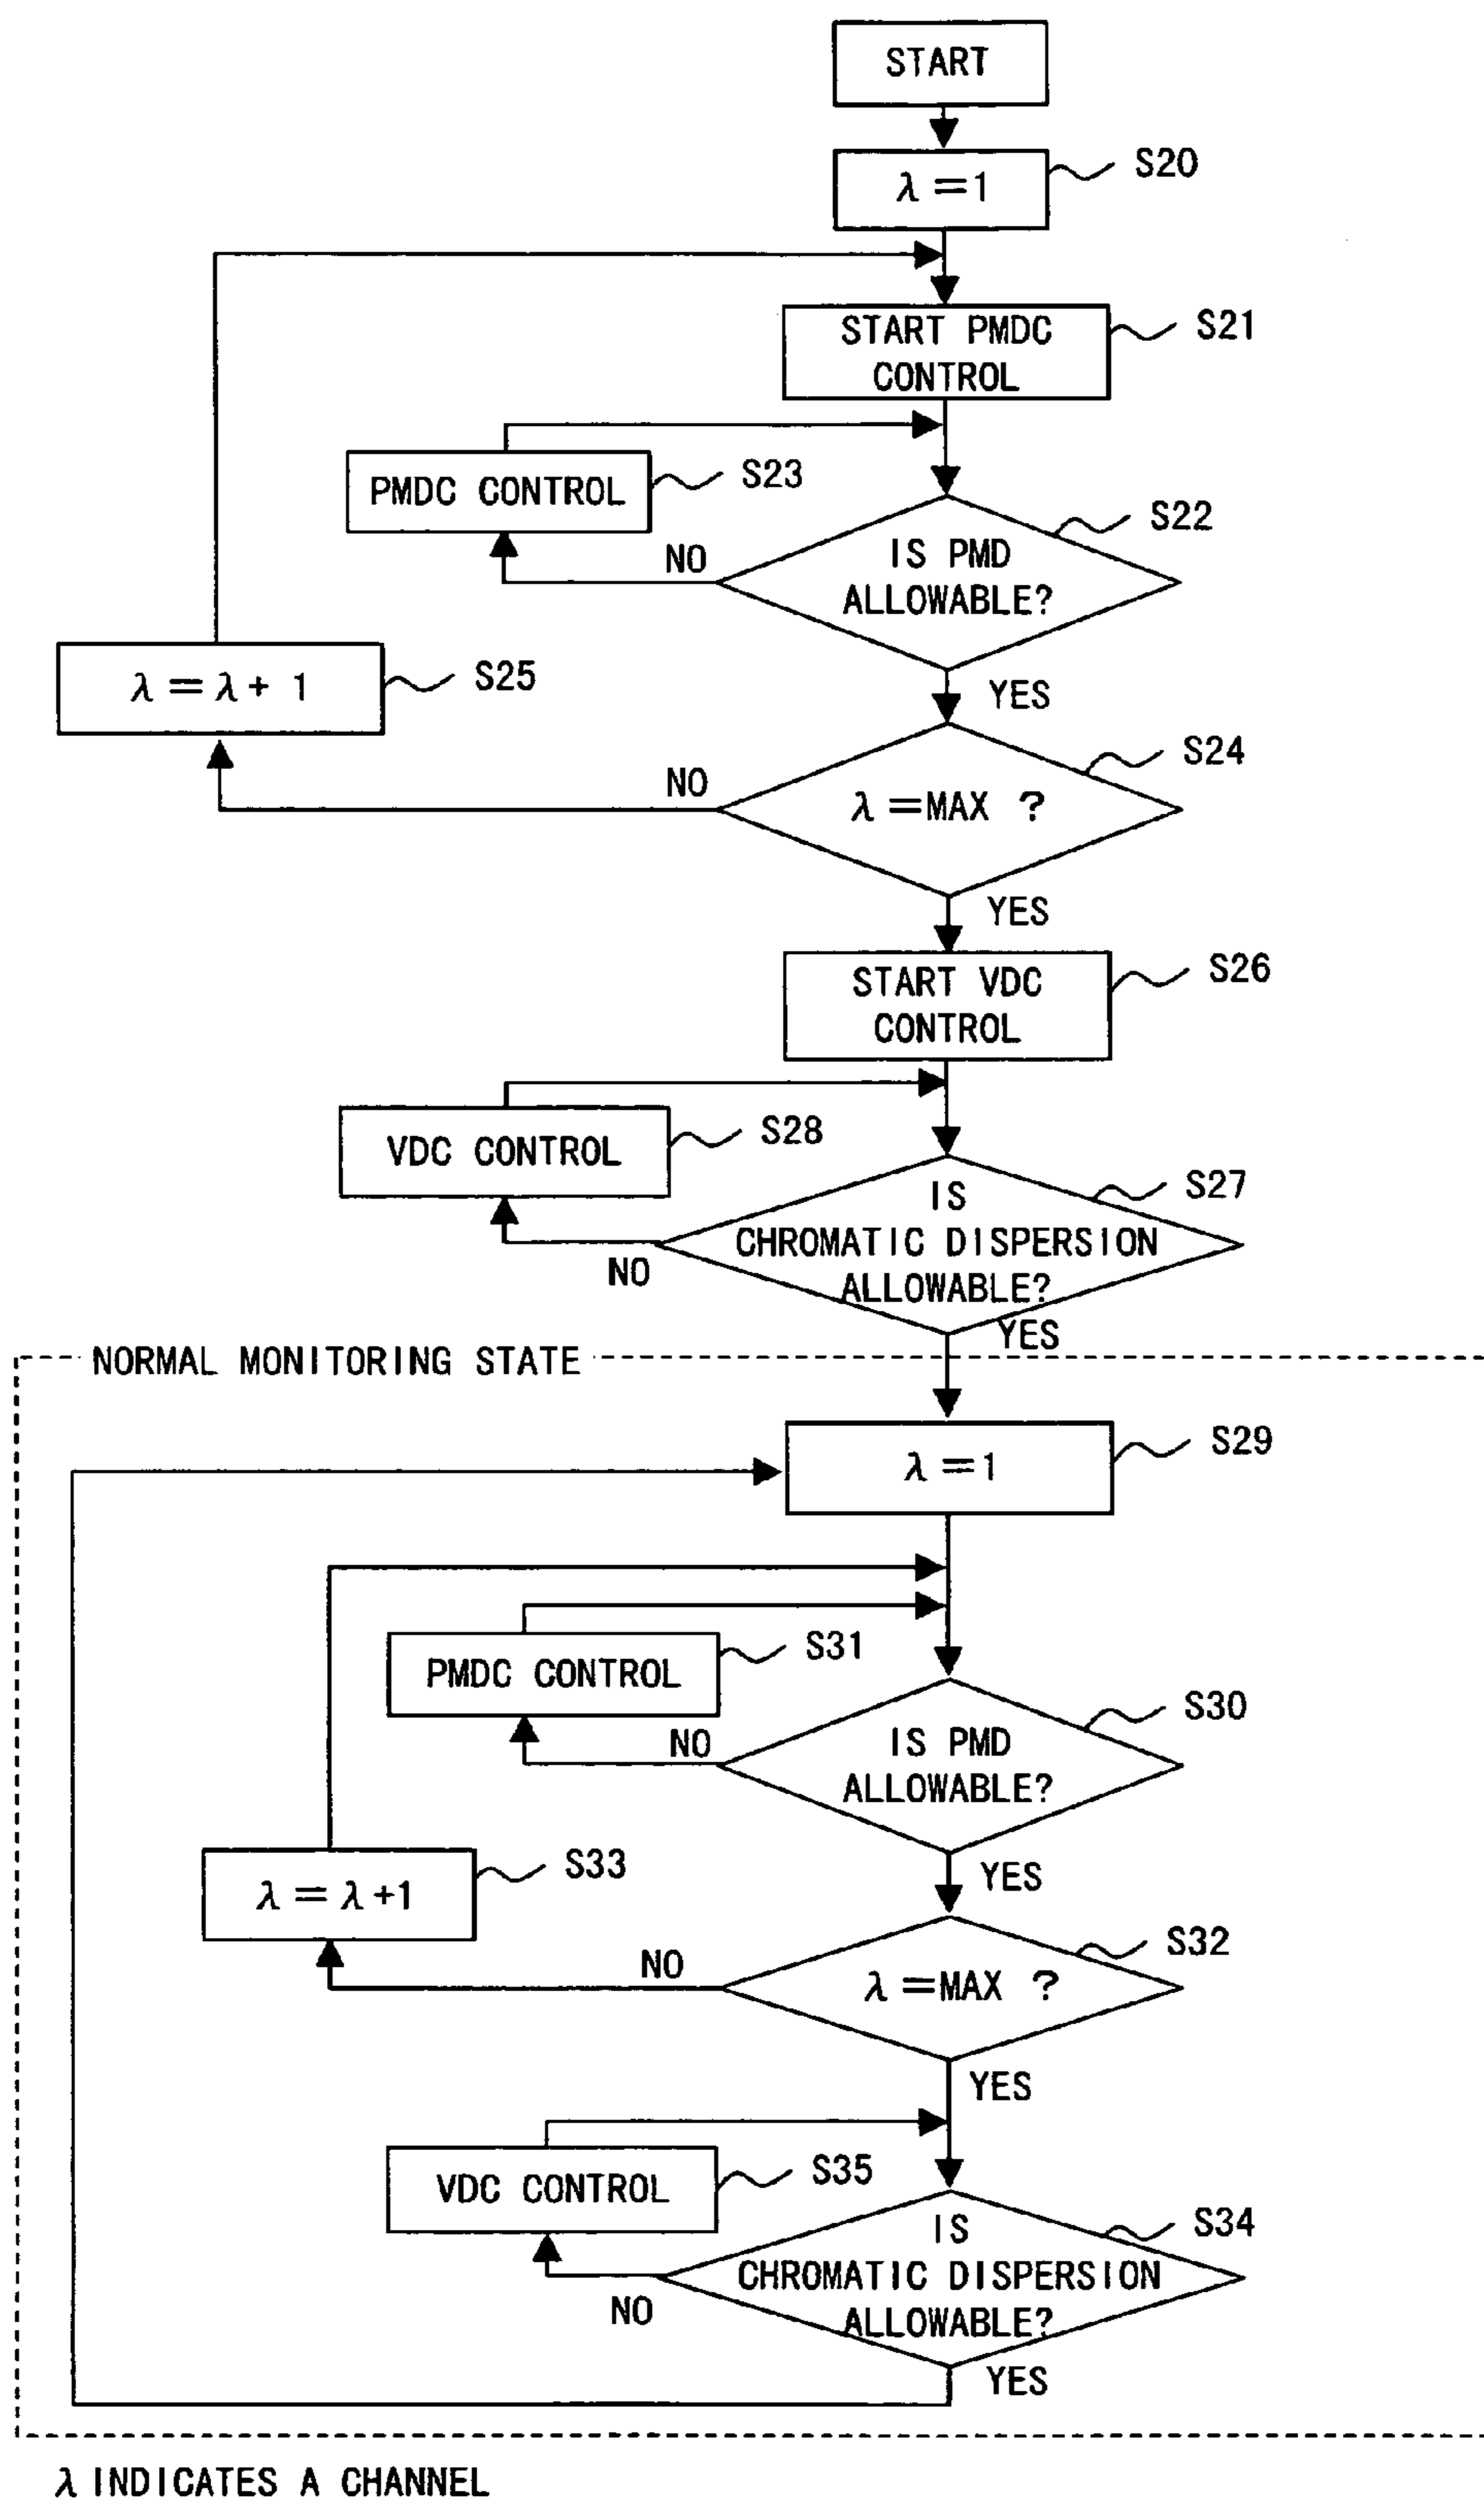 START
λ=1
S20
START PMDC
CONTROL
S21
PMDC CONTROL
S23
IS PMD
ALLOWABLE?
S22
NO
YES
λ=λ+ 1
S25
λ=MAX ?
S24
NO
YES
START VDC
CONTROL
S26
VDC CONTROL
S28
IS
CHROMATIC DISPERSION
ALLOWABLE?
S27
NO
YES
NORMAL MONITORING STATE
λ=1
S29
PMDC CONTROL
S31
IS PMD
ALLOWABLE?
S30
NO
YES
λ=λ+1
S33
λ=MAX ?
S32
NO
YES
VDC CONTROL
S35
IS
CHROMATIC DISPERSION
ALLOWABLE?
S34
NO
YES
λ INDICATES A CHANNEL